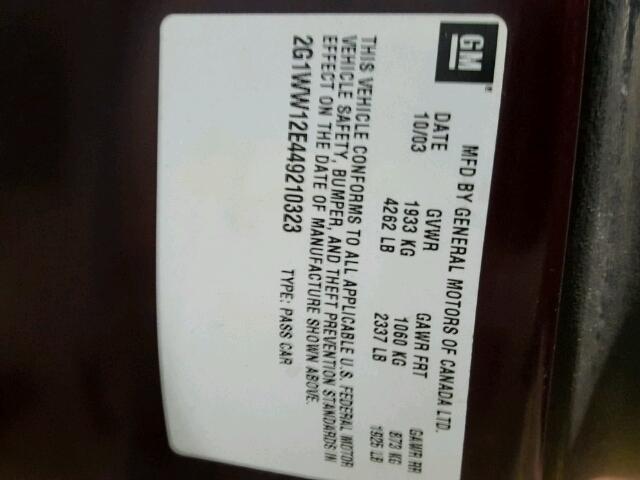 GM
MFD BY GENERAL MOTORS OF CANADA LTD.
DATE GVWR GAWR FRT GAWR RR
10/03 1933 KG 1060 KG 873 KG
4262 LB 2337 LB 1925 LB
THIS VEHICLE CONFORMS TO ALL APPLICABLE U.S. FEDERAL MOTOR
VEHICLE SAFETY, BUMPER, AND THEFT PREVENTION STANDARDS IN
EFFECT ON THE DATE OF MANUFACTURE SHOWN ABOVE.
2G1WW12E449210323 TYPE: PASS CAR